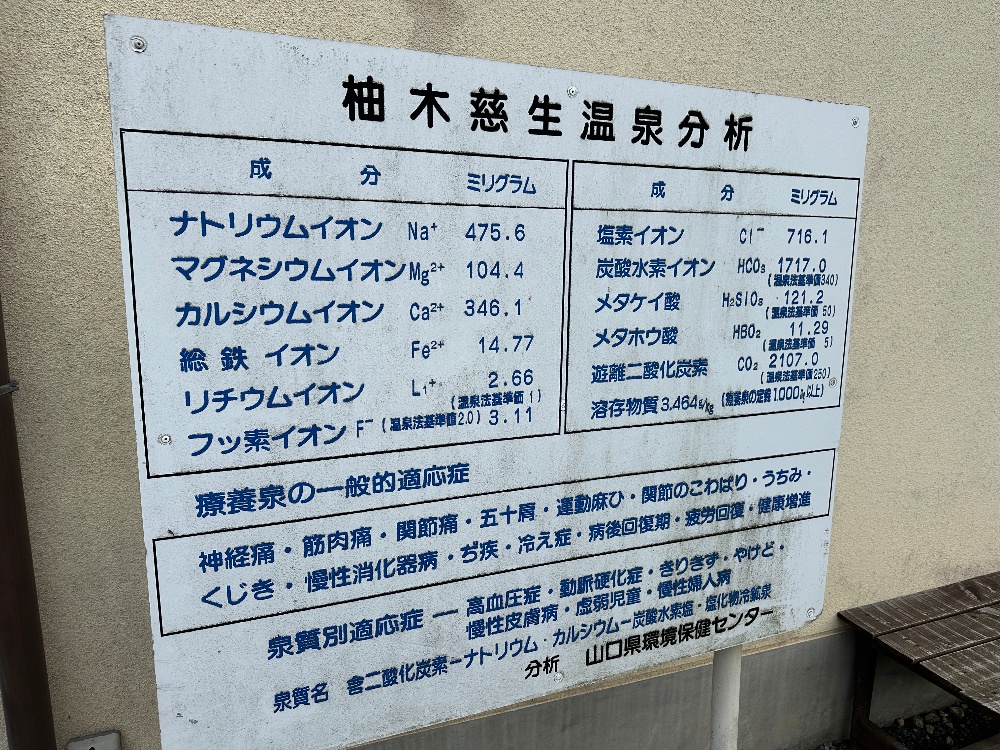 柚木慈生温泉分析
成分 ミリグラム
ナトリウムイオン Na⁺ 475.6
マグネシウムイオン Mg²⁺ 104.4
カルシウムイオン Ca²⁺ 346.1
総鉄イオン Fe²⁺ 14.77
リチウムイオン L₁⁺ 2.66
(温泉法基準値 1)
フッ素イオン F⁻ (温泉法基準値2.0) 3.11
成分 ミリグラム
塩素イオン Cl⁻ 716.1
炭酸水素イオン HCO₃ 1717.0
(温泉法基準値340)
メタケイ酸 H₂SIO₃ 121.2
(温泉法基準値 50)
メタホウ酸 HBO₂ 11.29
(温泉法基準値 5)
遊離二酸化炭素 CO₂ 2107.0
(温泉法基準値250)
溶存物質3,464g/kg (療養泉の定義1,000㎎以上)
療養泉の一般的適応症
神経痛・筋肉痛・関節痛・五十肩・運動麻ひ・関節のこわばり・うちみ・
くじき・慢性消化器病・ぢ疾・冷え症・病後回復期・疲労回復・健康増進
泉質別適応症 ― 高血圧症・動脈硬化症・きりきず・やけど・
慢性皮膚病・虚弱児童・慢性婦人病
泉質名 含二酸化炭素−ナトリウム・カルシウム−炭酸水素塩・塩化物冷鉱泉
分析 山口県環境保健センター